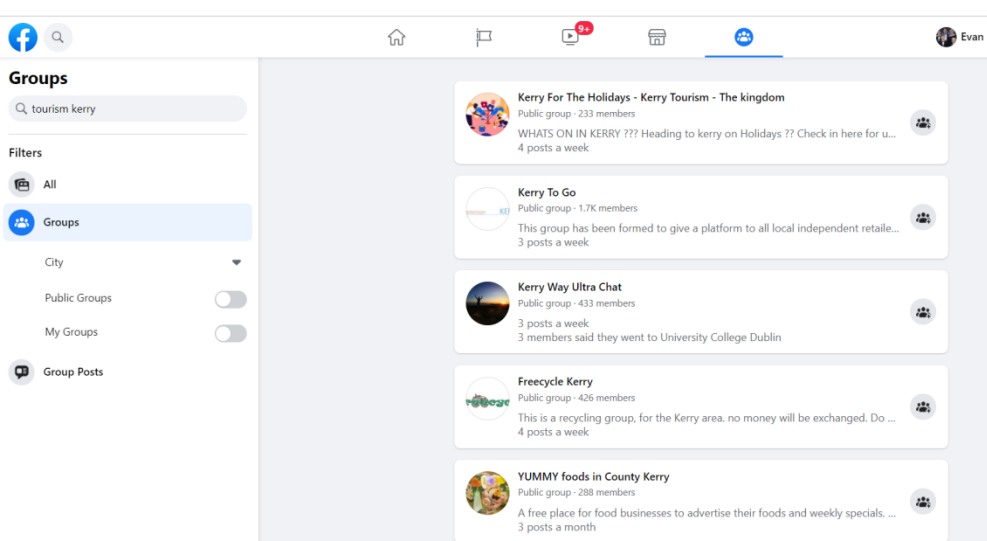 9+
Evan
Groups
tourism kerry
Filters
All
Groups
City
Public Groups
My Groups
Group Posts
Kerry For The Holidays - Kerry Tourism - The kingdom
Public group · 233 members
WHATS ON IN KERRY ??? Heading to kerry on Holidays ?? Check in here for u...
4 posts a week
Kerry To Go
Public group · 1.7K members
This group has been formed to give a platform to all local independent retaile...
3 posts a week
Kerry Way Ultra Chat
Public group · 433 members
3 posts a week
3 members said they went to University College Dublin
Freecycle Kerry
Public group · 426 members
This is a recycling group, for the Kerry area. no money will be exchanged. Do ...
4 posts a week
YUMMY foods in County Kerry
Public group · 288 members
A free place for food businesses to advertise their foods and weekly specials. ...
3 posts a month